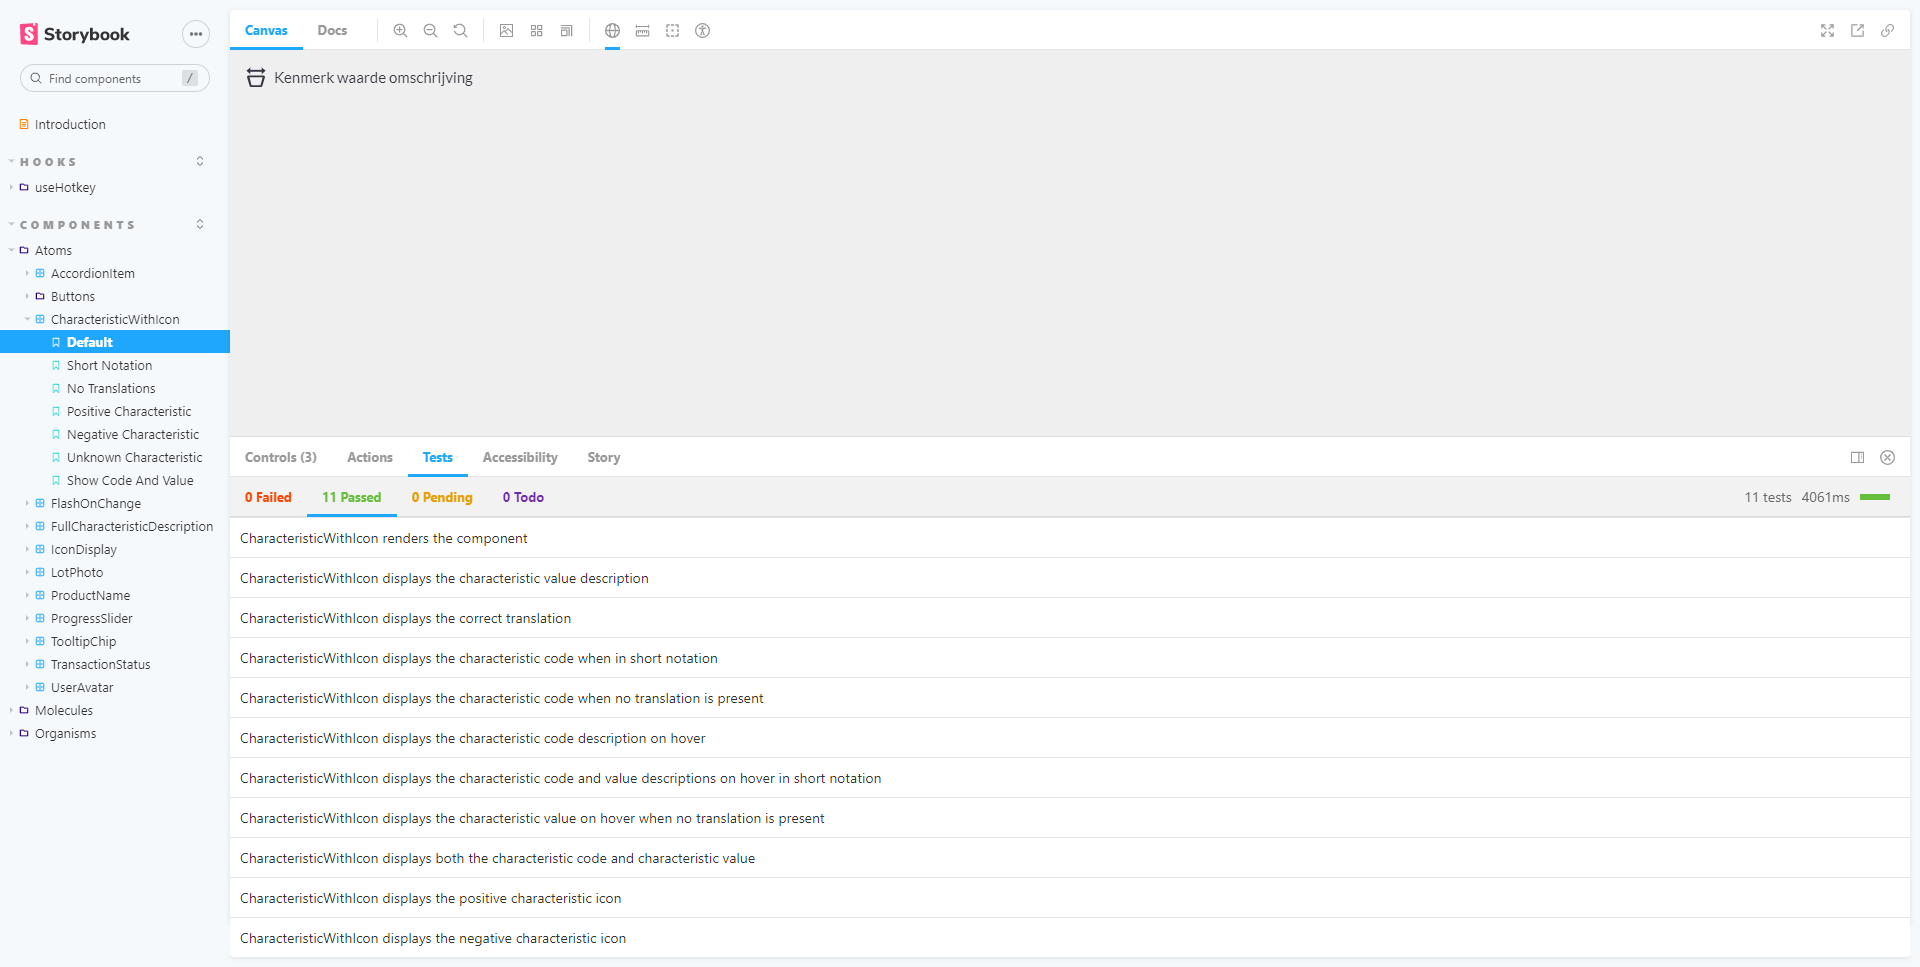 Storybook
Find components
/
Introduction
HOOKS
useHotkey
COMPONENTS
Atoms
AccordionItem
Buttons
CharacteristicWithIcon
Default
Short Notation
No Translations
Positive Characteristic
Negative Characteristic
Unknown Characteristic
Show Code And Value
FlashOnChange
FullCharacteristicDescription
IconDisplay
LotPhoto
ProductName
ProgressSlider
TooltipChip
TransactionStatus
UserAvatar
Molecules
Organisms
Canvas Docs
Kenmerk waarde omschrijving
Controls (3) Actions Tests Accessibility Story
0 Failed 11 Passed 0 Pending 0 Todo 11 tests 4061ms
CharacteristicWithIcon renders the component
CharacteristicWithIcon displays the characteristic value description
CharacteristicWithIcon displays the correct translation
CharacteristicWithIcon displays the characteristic code when in short notation
CharacteristicWithIcon displays the characteristic code when no translation is present
CharacteristicWithIcon displays the characteristic code description on hover
CharacteristicWithIcon displays the characteristic code and value descriptions on hover in short notation
CharacteristicWithIcon displays the characteristic value on hover when no translation is present
CharacteristicWithIcon displays both the characteristic code and characteristic value
CharacteristicWithIcon displays the positive characteristic icon
CharacteristicWithIcon displays the negative characteristic icon